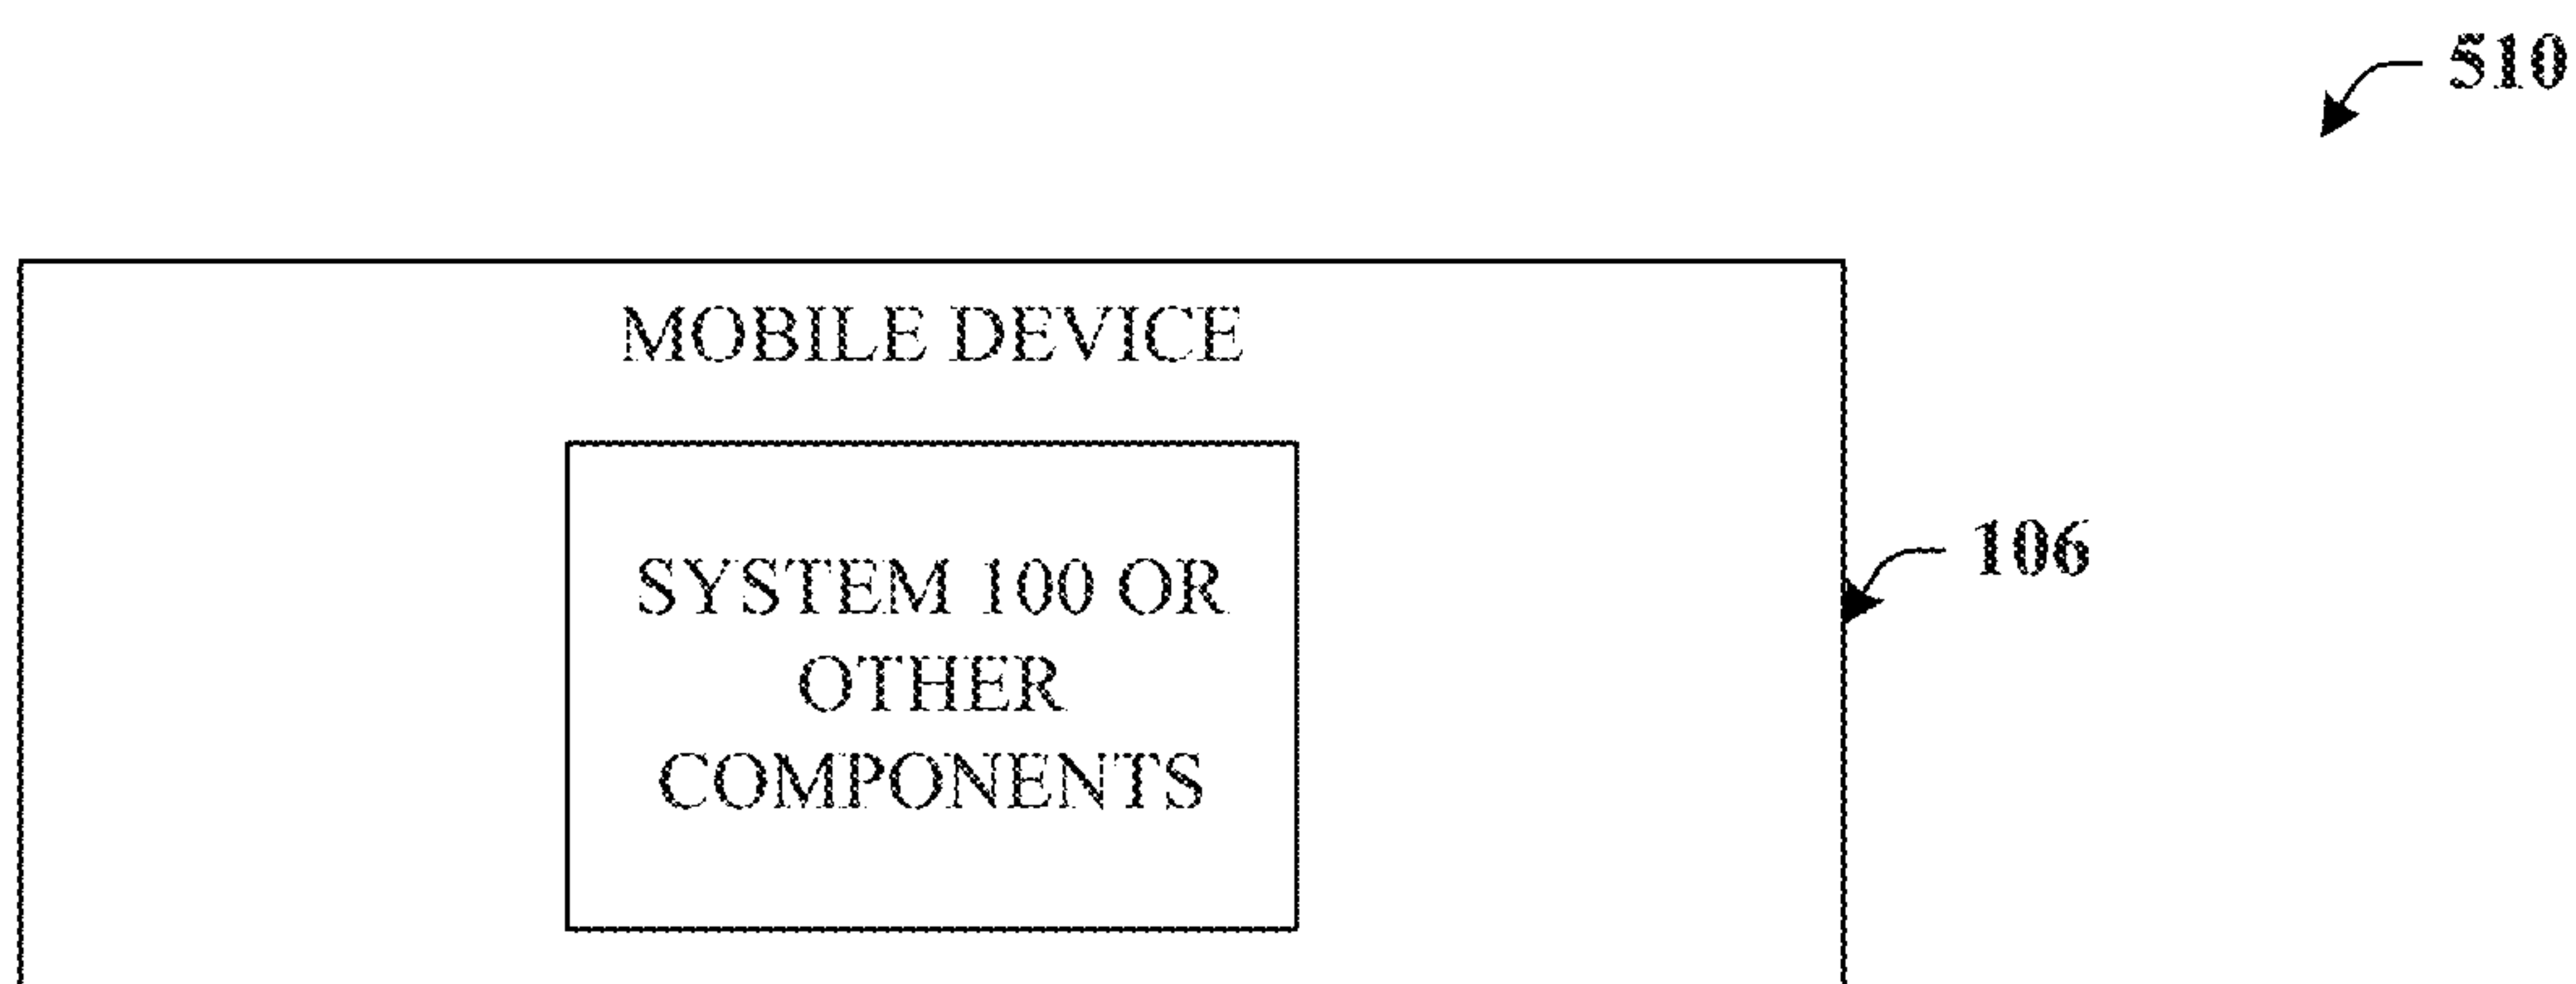 510
MOBILE DEVICE
106
SYSTEM 100 OR
OTHER
COMPONENTS